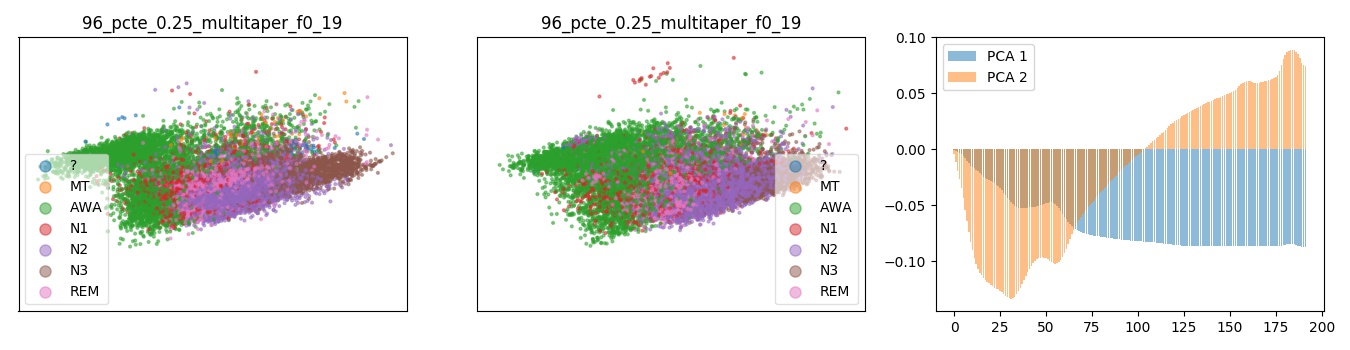 96_pcte_0.25_multitaper_f0_19
?
MT
AWA
N1
N2
N3
REM
96_pcte_0.25_multitaper_f0_19
?
MT
AWA
N1
N2
N3
REM
PCA 1
PCA 2
0.10
0.05
0.00
−0.05
−0.10
0 25 50 75 100 125 150 175 200